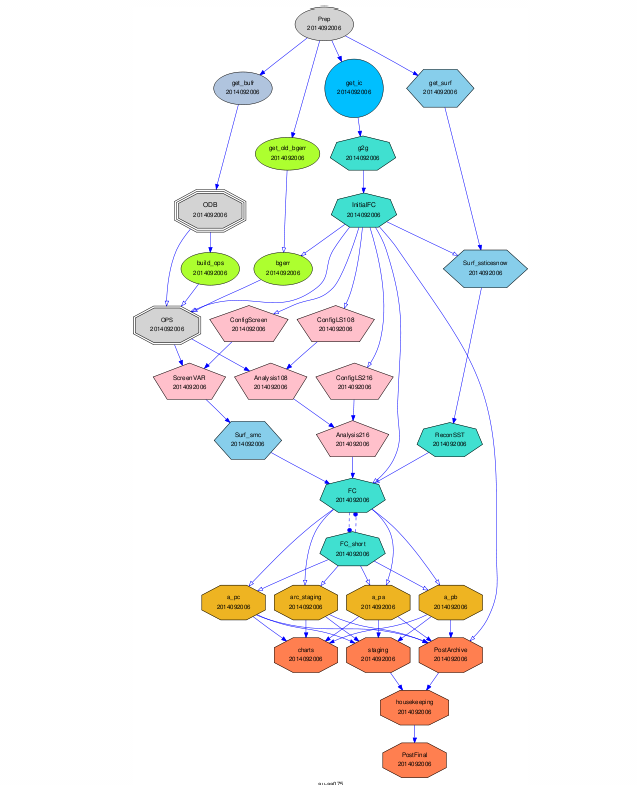 Prep
2014092006
get_bufr
2014092006
get_ic
2014092006
get_surf
2014092006
get_old_bgerr
2014092006
g2g
2014092006
ODB
2014092006
InitialFC
2014092006
build_ops
2014092006
bgerr
2014092006
Surf_ssticesnow
2014092006
OPS
2014092006
ConfigScreen
2014092006
ConfigLS108
2014092006
ScreenVAR
2014092006
Analysis108
2014092006
ConfigLS216
2014092006
Surf_smc
2014092006
Analysis216
2014092006
ReconSST
2014092006
FC
2014092006
FC_short
2014092006
a_pc
2014092006
arc_staging
2014092006
a_pa
2014092006
a_pb
2014092006
charts
2014092006
staging
2014092006
PostArchive
2014092006
housekeeping
2014092006
PostFinal
2014092006